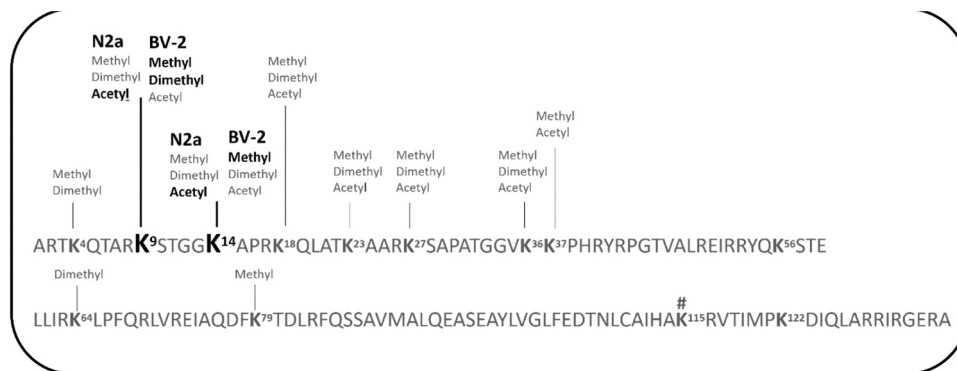 N2a BV-2
Methyl Methyl Methyl
Dimethyl Dimethyl Dimethyl
Acetyl Acetyl Acetyl
Methyl
Acetyl
N2a BV-2
Methyl Methyl Methyl Methyl Methyl
Dimethyl Dimethyl Dimethyl Dimethyl Dimethyl
Acetyl Acetyl Acetyl Acetyl Acetyl
Methyl
Dimethyl
ARTK4QTARK9STGGK14APRK18QLATK23AARK27SAPATGGVK36K37PHRYRPGTVALREIRRYQK56STE
Dimethyl Methyl
#
LLIRK64LPFQRLVREIAQDFK79TDLRFQSSAVMALQEASEAYLVGLFEDTNLCAIHAK115RVTIMPK122DIQLARRIRGERA